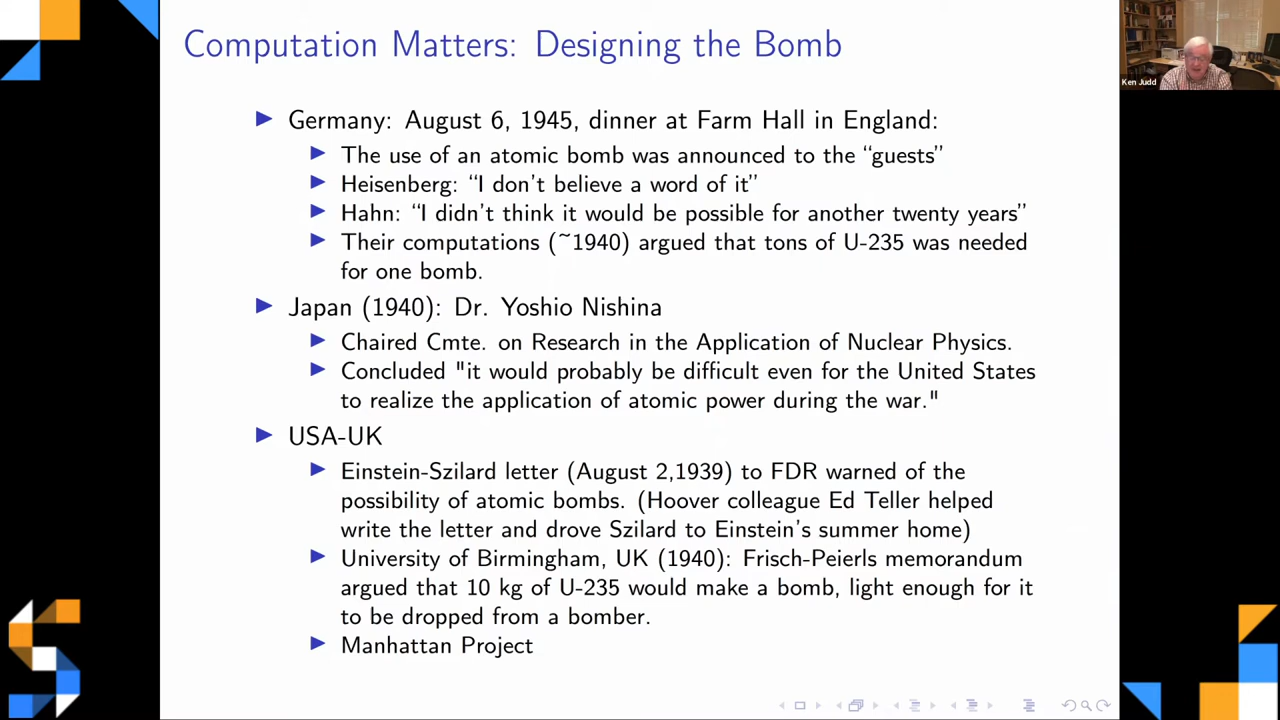 Computation Matters: Designing the Bomb
Ken Judd
Germany: August 6, 1945, dinner at Farm Hall in England:
The use of an atomic bomb was announced to the “guests”
Heisenberg: “I don’t believe a word of it”
Hahn: “I didn’t think it would be possible for another twenty years”
Their computations (~1940) argued that tons of U-235 was needed
for one bomb.
Japan (1940): Dr. Yoshio Nishina
Chaired Cmte. on Research in the Application of Nuclear Physics.
Concluded "it would probably be difficult even for the United States
to realize the application of atomic power during the war."
USA-UK
Einstein-Szilard letter (August 2,1939) to FDR warned of the
possibility of atomic bombs. (Hoover colleague Ed Teller helped
write the letter and drove Szilard to Einstein’s summer home)
University of Birmingham, UK (1940): Frisch-Peierls memorandum
argued that 10 kg of U-235 would make a bomb, light enough for it
to be dropped from a bomber.
Manhattan Project